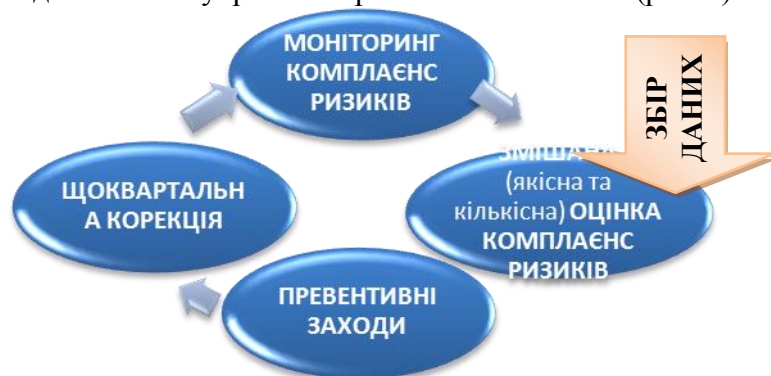 МОНІТОРИНГ
КОМПЛАЄНС
РИЗИКІВ
ЗБІР
ДАНИХ
(якісна та
кількісна) ОЦІНКА
КОМПЛАЄНС
РИЗИКІВ
ЩОКВАРТАЛЬН
А КОРЕКЦІЯ
ПРЕВЕНТИВНІ
ЗАХОДИ